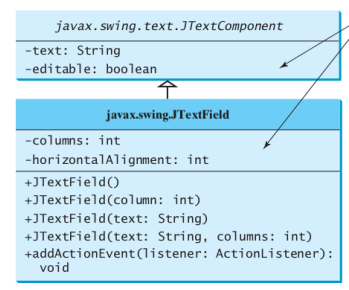 javax.swing.text.JTextComponent
-text: String
-editable: boolean
javax.swing.JTextField
-columns: int
-horizontalAlignment: int
+JTextField()
+JTextField(column: int)
+JTextField(text: String)
+JTextField(text: String, columns: int)
+addActionEvent(listener: ActionListener):
void